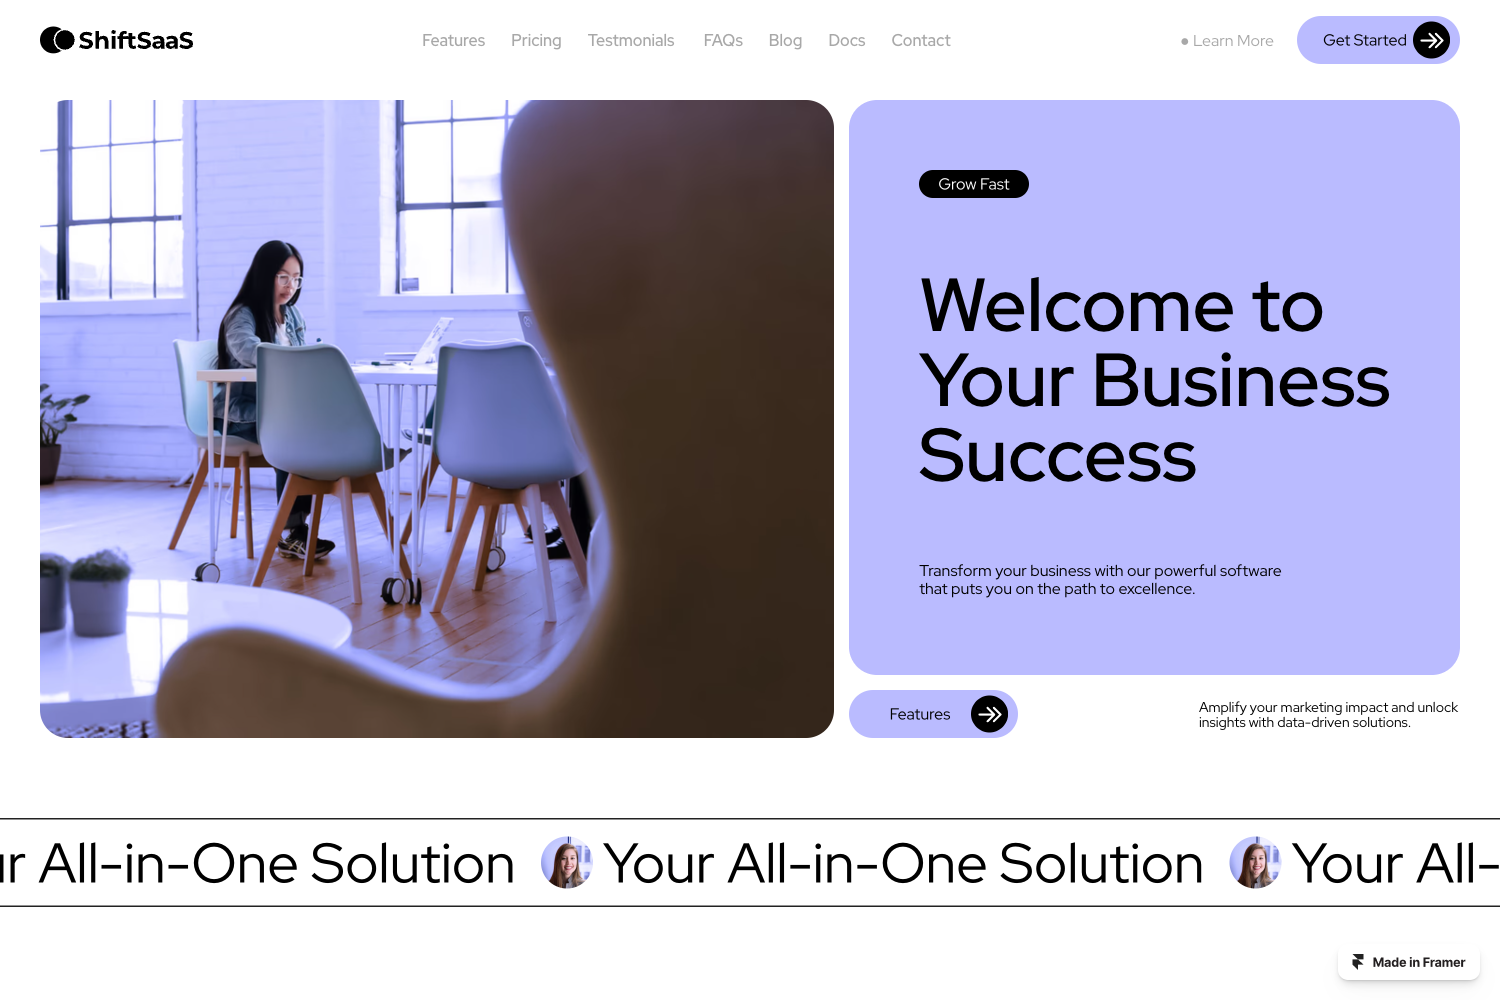 ShiftSaaS
Features Pricing Testmonials FAQs Blog Docs Contact
• Learn More
Get Started
Grow Fast
Welcome to
Your Business
Success
Transform your business with our powerful software
that puts you on the path to excellence.
Features
Amplify your marketing impact and unlock
insights with data-driven solutions.
r All-in-One Solution Your All-in-One Solution Your All-
Made in Framer